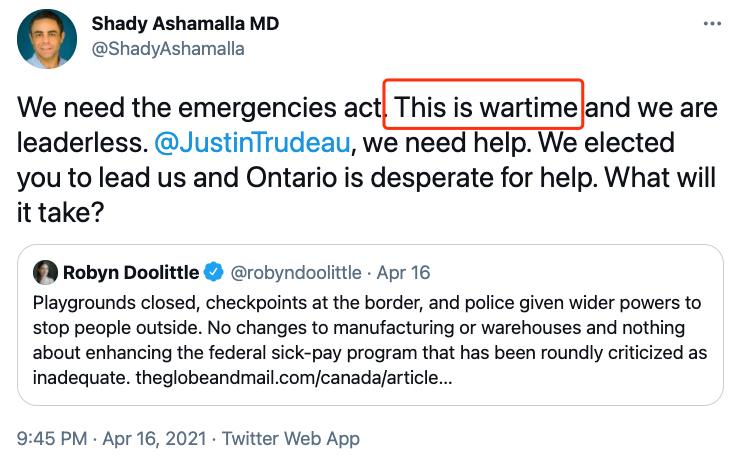 Shady Ashamalla MD
@ShadyAshamalla
We need the emergencies act. This is wartime and we are
leaderless. @JustinTrudeau, we need help. We elected
you to lead us and Ontario is desperate for help. What will
it take?
Robyn Doolittle @robyndoolittle · Apr 16
Playgrounds closed, checkpoints at the border, and police given wider powers to
stop people outside. No changes to manufacturing or warehouses and nothing
about enhancing the federal sick-pay program that has been roundly criticized as
inadequate. theglobeandmail.com/canada/article...
9:45 PM · Apr 16, 2021 · Twitter Web App